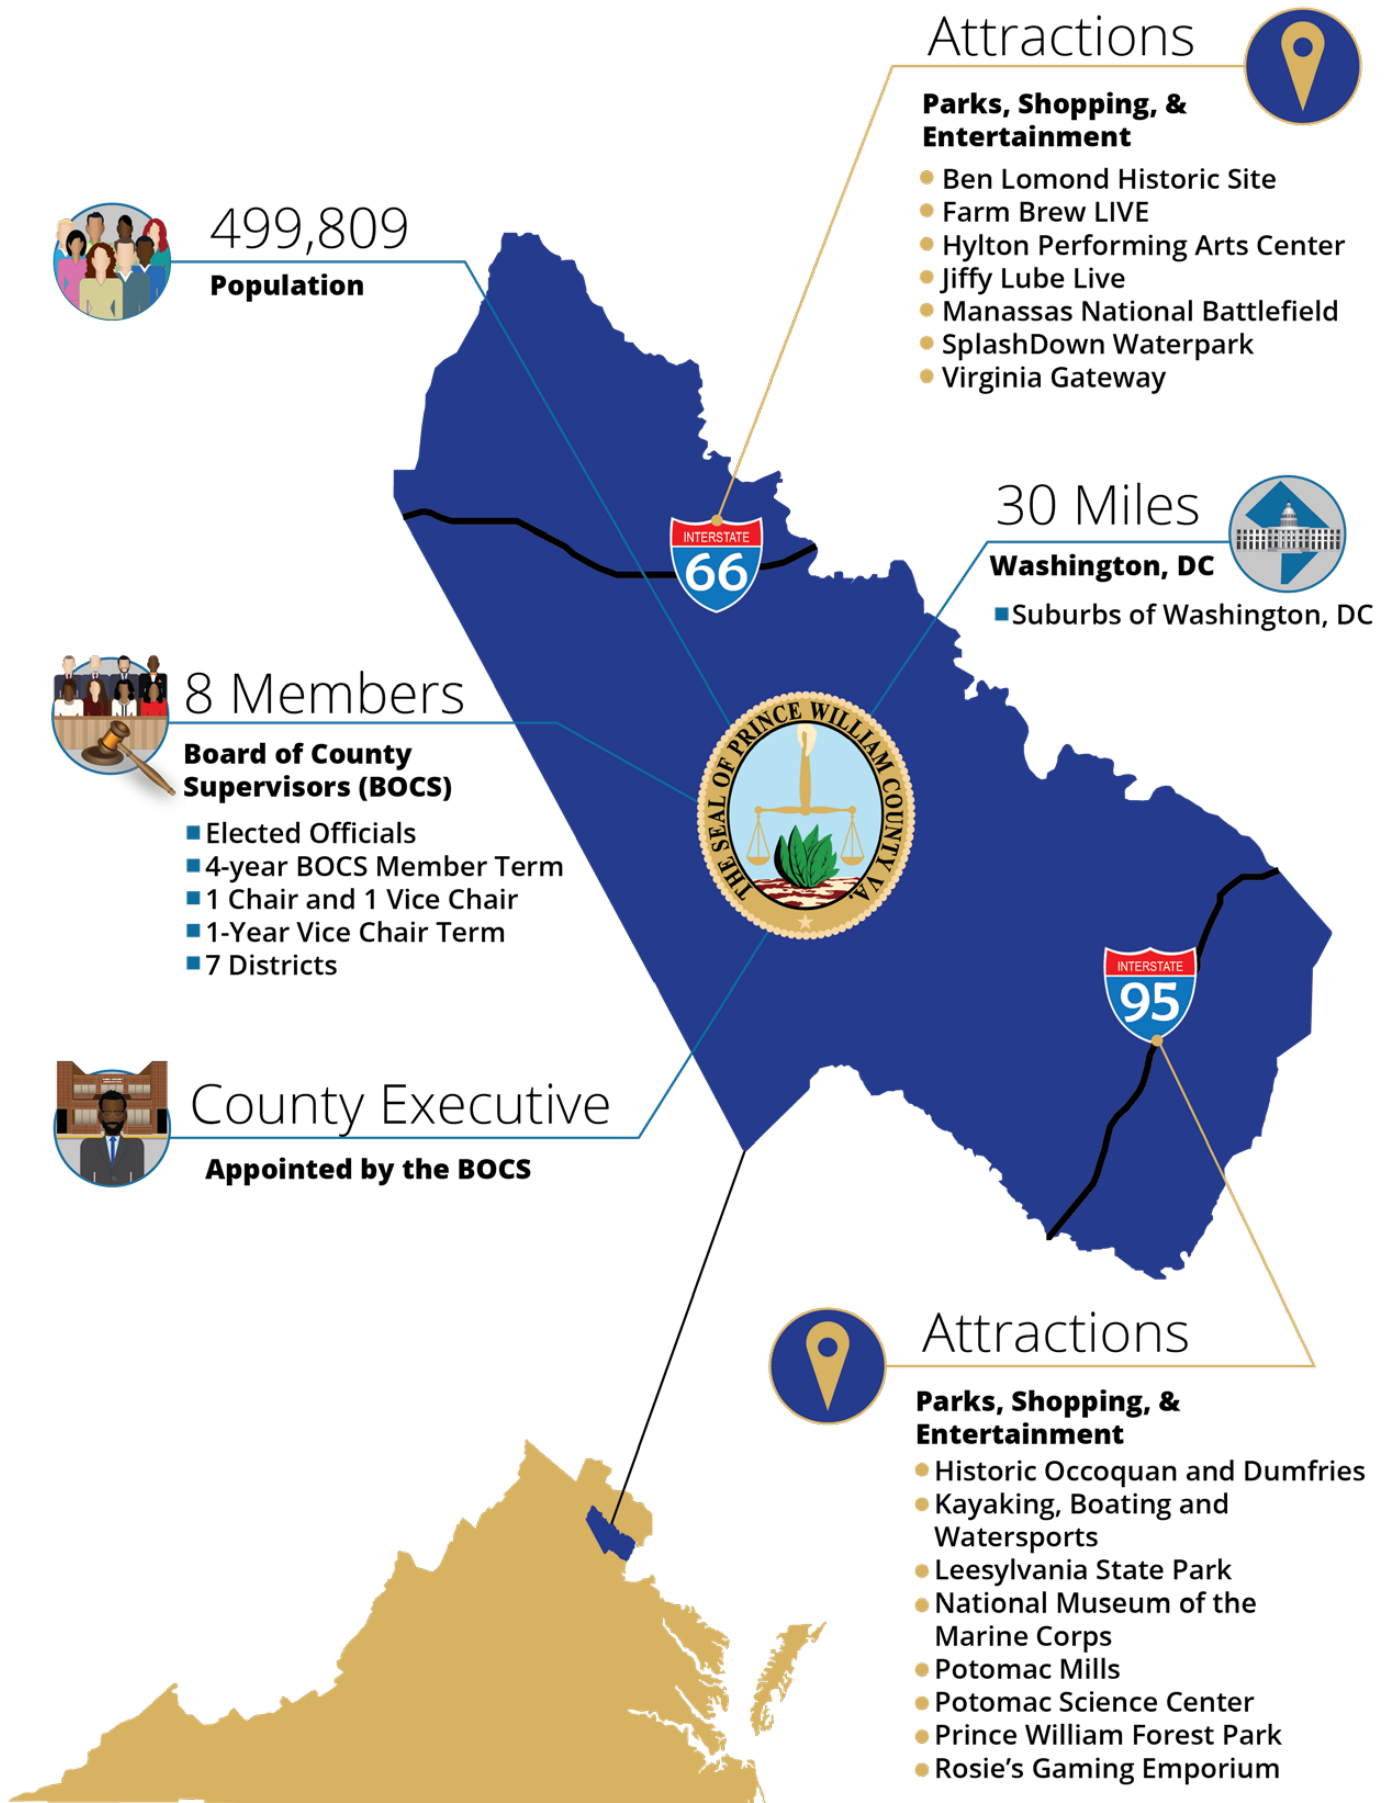 Attractions
Parks, Shopping, &
Entertainment
Ben Lomond Historic Site
Farm Brew LIVE
Hylton Performing Arts Center
Jiffy Lube Live
Manassas National Battlefield
SplashDown Waterpark
Virginia Gateway
499,809
Population
INTERSTATE
66
30 Miles
Washington, DC
Suburbs of Washington, DC
8 Members
Board of County
Supervisors (BOCS)
Elected Officials
4-year BOCS Member Term
1 Chair and 1 Vice Chair
1-Year Vice Chair Term
7 Districts
THE SEAL OF PRINCE WILLIAM COUNTY, VA.
INTERSTATE
95
County Executive
Appointed by the BOCS
Attractions
Parks, Shopping, &
Entertainment
Historic Occoquan and Dumfries
Kayaking, Boating and
Watersports
Leesylvania State Park
National Museum of the
Marine Corps
Potomac Mills
Potomac Science Center
Prince William Forest Park
Rosie's Gaming Emporium